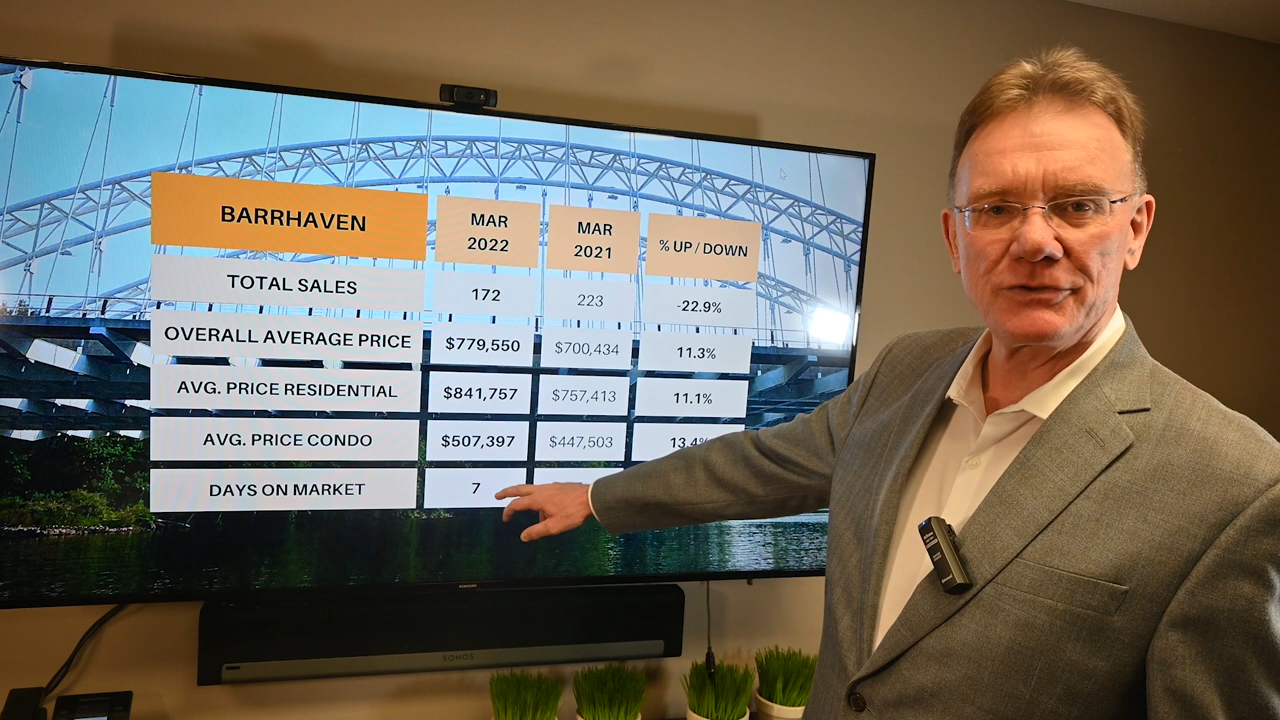 BARRHAVEN MAR 2022 MAR 2021 % UP / DOWN
TOTAL SALES 172 223 -22.9%
OVERALL AVERAGE PRICE $779,550 $700,434 11.3%
AVG. PRICE RESIDENTIAL $841,757 $757,413 11.1%
AVG. PRICE CONDO $507,397 $447,503 13.4%
DAYS ON MARKET 7
SAMSUNG
SONOS